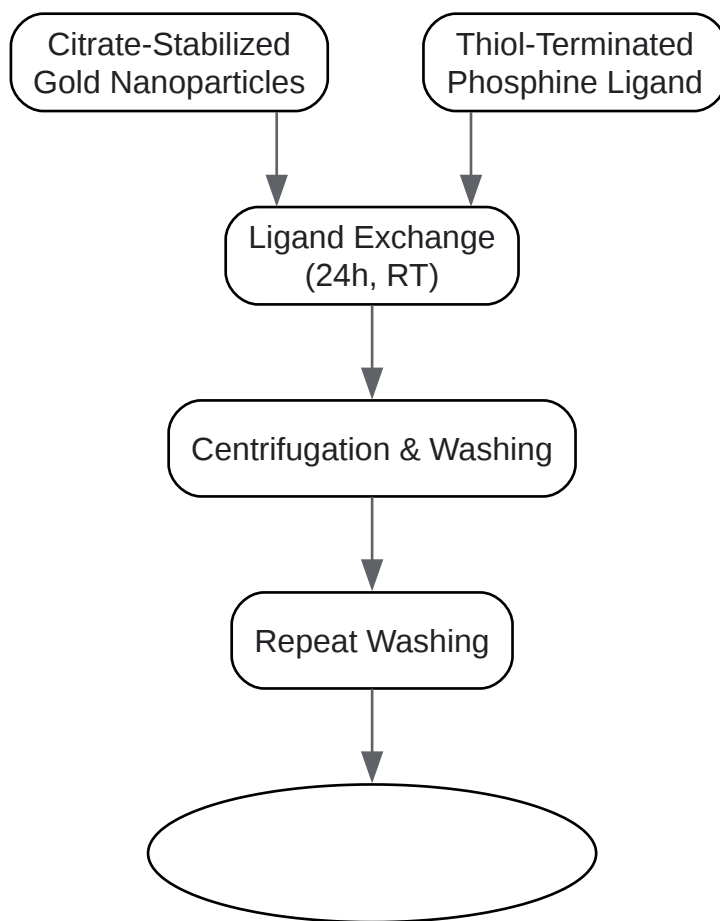 Citrate-Stabilized
Gold Nanoparticles
Thiol-Terminated
Phosphine Ligand
Ligand Exchange
(24h, RT)
Centrifugation & Washing
Repeat Washing